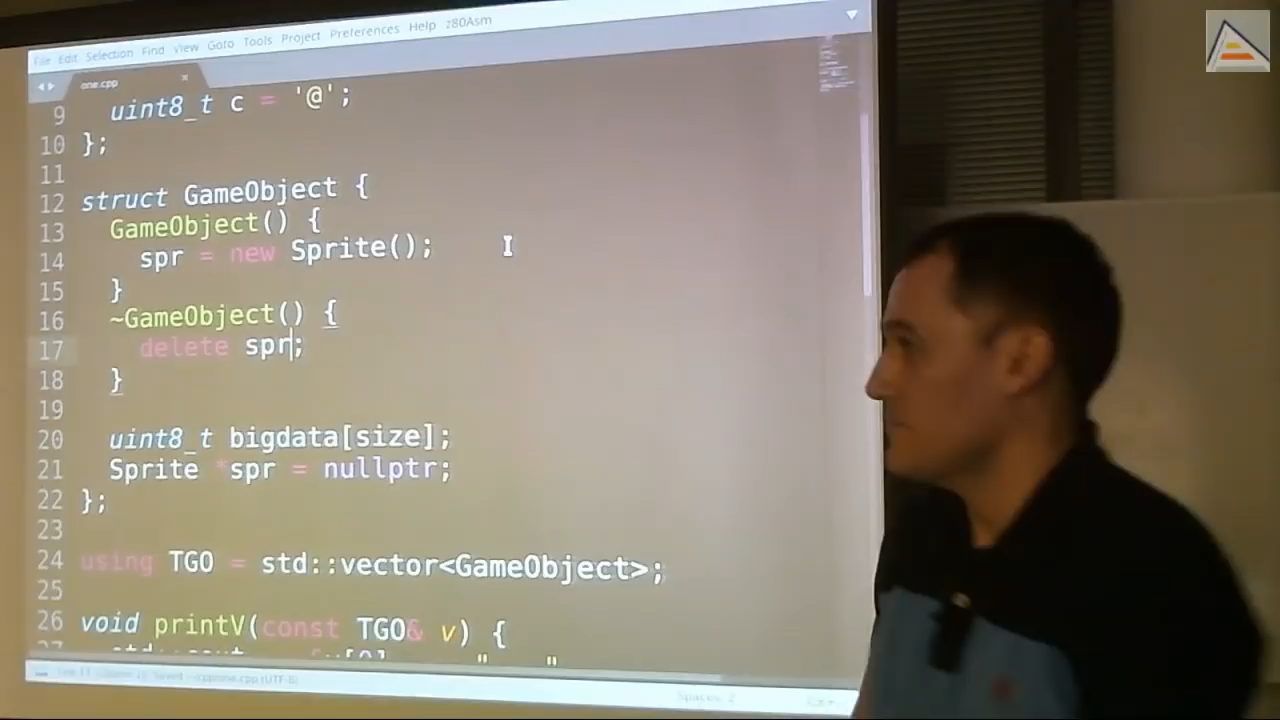 File Edit Selection Find View Goto Tools Project Preferences Help z80Asm
one.cpp
9 uint8_t c = '@';
10 };
11
12 struct GameObject {
13 GameObject() {
14 spr = new Sprite();
15 }
16 ~GameObject() {
17 delete spr;
18 }
19
20 uint8_t bigdata[size];
21 Sprite *spr = nullptr;
22 };
23
24 using TGO = std::vector<GameObject>;
25
26 void printV(const TGO& v) {